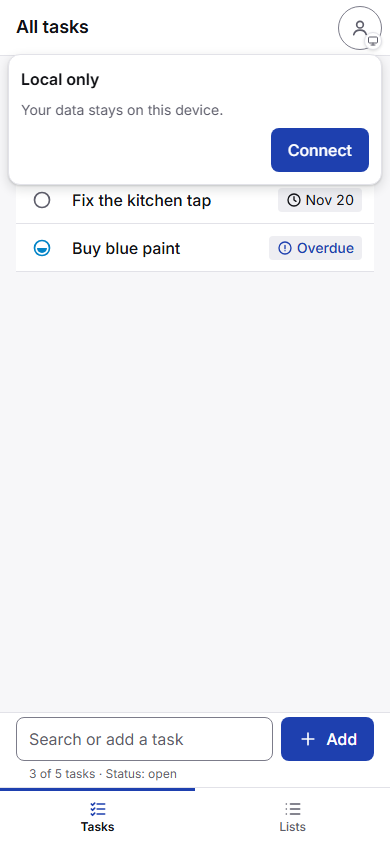 All tasks
Local only
Your data stays on this device.
Connect
Fix the kitchen tap
Nov 20
Buy blue paint
Overdue
Search or add a task
Add
3 of 5 tasks · Status: open
Tasks
Lists